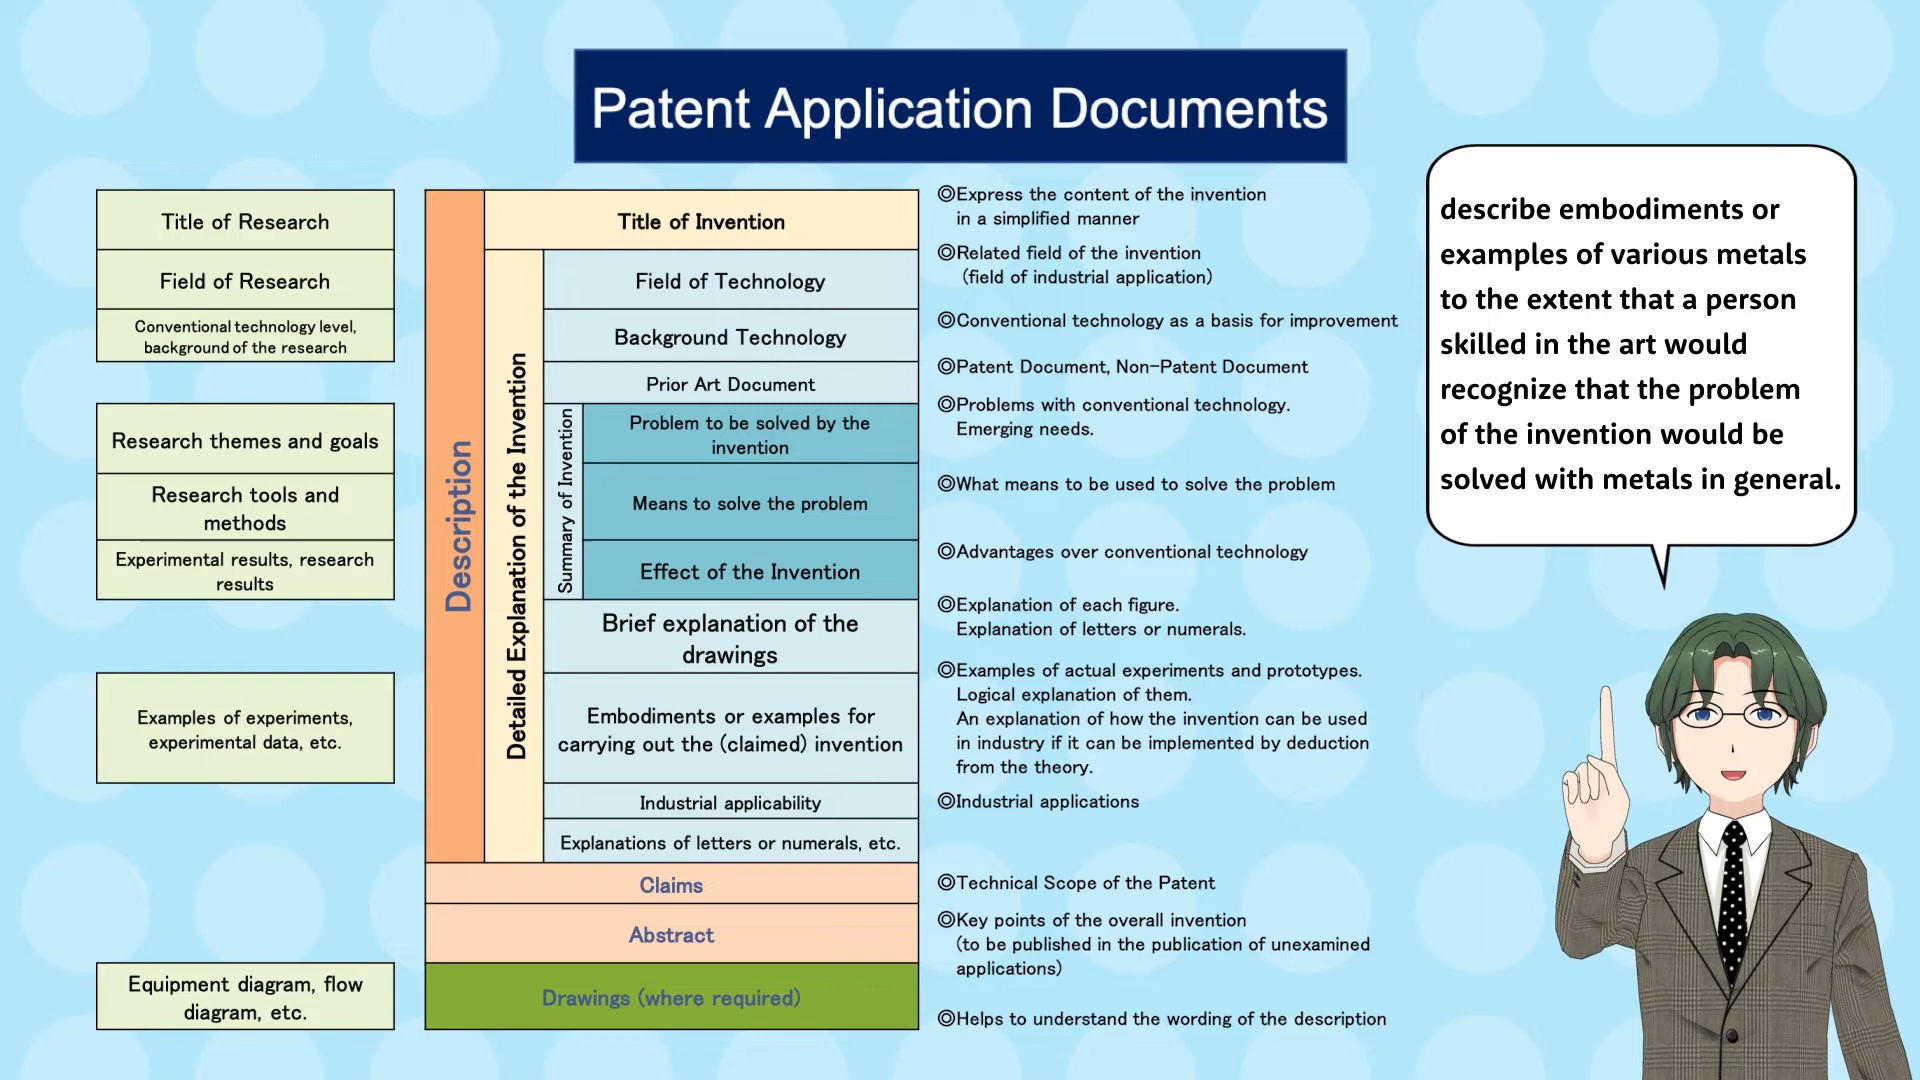 Patent Application Documents
Title of Research
Field of Research
Conventional technology level,
background of the research
Research themes and goals
Research tools and
methods
Experimental results, research
results
Examples of experiments,
experimental data, etc.
Equipment diagram, flow
diagram, etc.
Description
Title of Invention
Detailed Explanation of the Invention
Field of Technology
Background Technology
Prior Art Document
Summary of Invention
Problem to be solved by the
invention
Means to solve the problem
Effect of the Invention
Brief explanation of the
drawings
Embodiments or examples for
carrying out the (claimed) invention
Industrial applicability
Explanations of letters or numerals, etc.
Claims
Abstract
Drawings (where required)
◎Express the content of the invention
in a simplified manner
◎Related field of the invention
(field of industrial application)
◎Conventional technology as a basis for improvement
◎Patent Document, Non-Patent Document
◎Problems with conventional technology.
Emerging needs.
◎What means to be used to solve the problem
◎Advantages over conventional technology
◎Explanation of each figure.
Explanation of letters or numerals.
◎Examples of actual experiments and prototypes.
Logical explanation of them.
An explanation of how the invention can be used
in industry if it can be implemented by deduction
from the theory.
◎Industrial applications
◎Technical Scope of the Patent
◎Key points of the overall invention
(to be published in the publication of unexamined
applications)
◎Helps to understand the wording of the description
describe embodiments or
examples of various metals
to the extent that a person
skilled in the art would
recognize that the problem
of the invention would be
solved with metals in general.